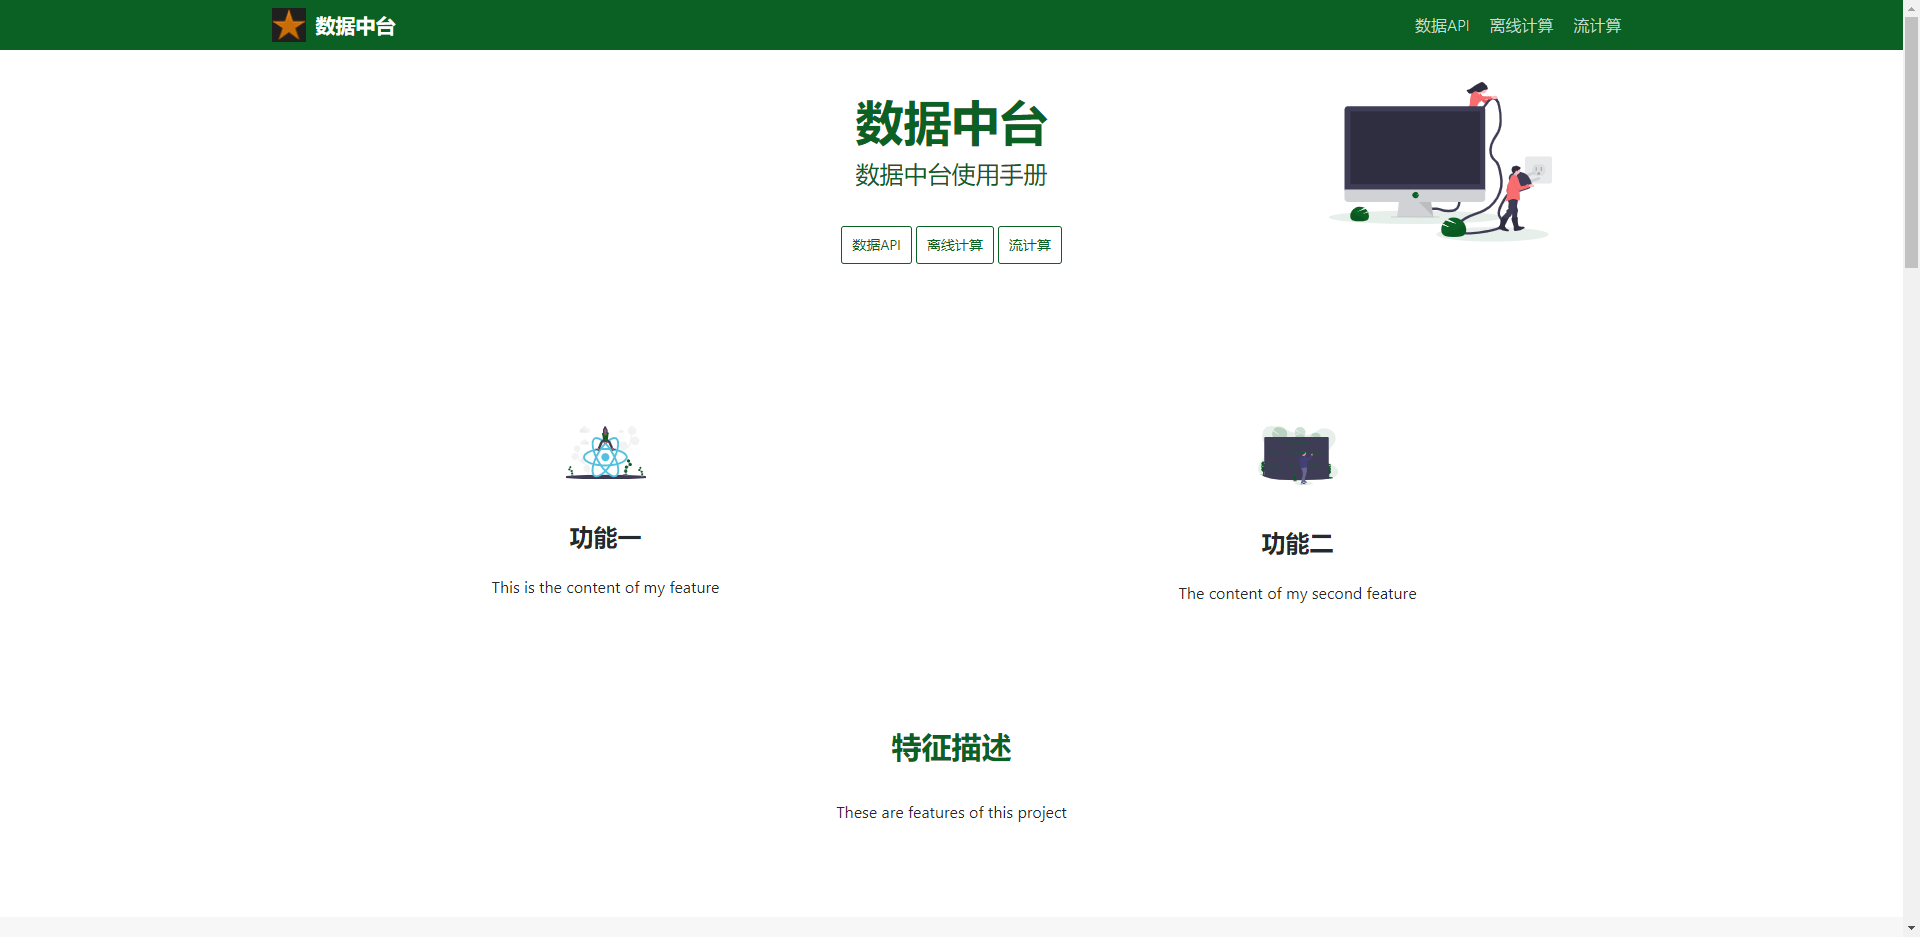 数据中台
数据API 离线计算 流计算
数据中台
数据中台使用手册
数据API 离线计算 流计算
功能一
This is the content of my feature
功能二
The content of my second feature
特征描述
These are features of this project